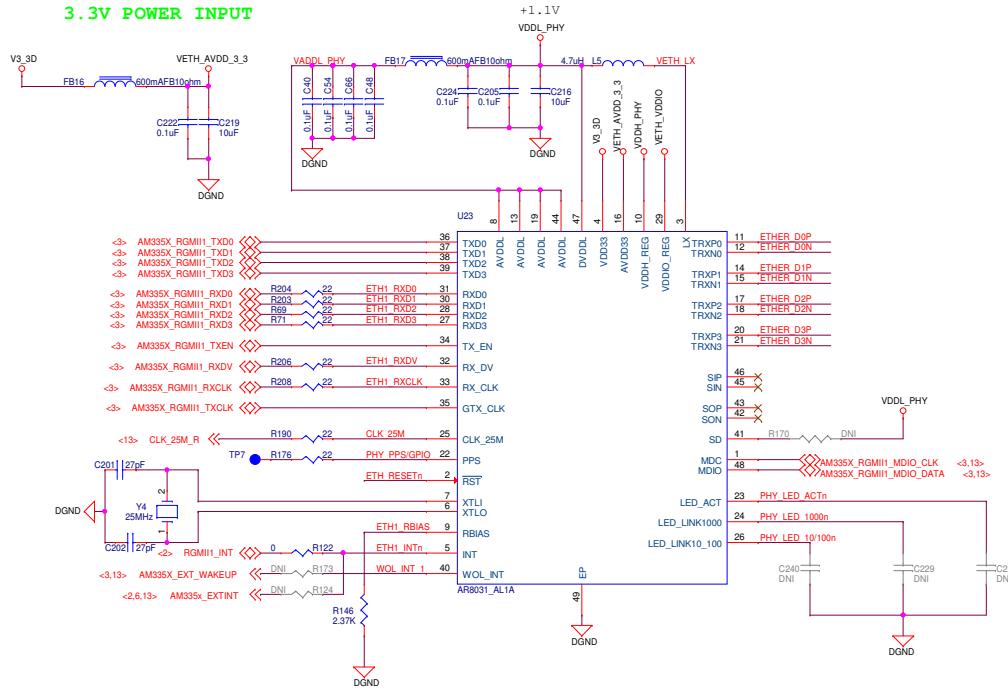 3.3V POWER INPUT
+1.1V
VDDL_PHY
V3_3D
VETH_AVDD_3_3
FB16
600mAFB10ohm
C222
0.1uF
C219
10uF
DGND
VADDL_PHY
FB17
600mAFB10ohm
4.7uH
L5
VETH_LX
C40
0.1uF
C54
0.1uF
C66
0.1uF
C48
0.1uF
DGND
C224
0.1uF
C205
0.1uF
C216
10uF
DGND
V3_3D
VETH_AVDD_3_3
VDDH_PHY
VETH_VDDIO
U23
8 AVDDL
13 AVDDL
19 AVDDL
44 AVDDL
47 DVDDL
4 VDD33
16 AVDD33
10 VDDH_REG
29 VDDIO_REG
3 LX
<3> AM335X_RGMII1_TXD0 36 TXD0
<3> AM335X_RGMII1_TXD1 37 TXD1
<3> AM335X_RGMII1_TXD2 38 TXD2
<3> AM335X_RGMII1_TXD3 39 TXD3
<3> AM335X_RGMII1_RXD0 R204 22 ETH1_RXD0 31 RXD0
<3> AM335X_RGMII1_RXD1 R203 22 ETH1_RXD1 30 RXD1
<3> AM335X_RGMII1_RXD2 R69 22 ETH1_RXD2 28 RXD2
<3> AM335X_RGMII1_RXD3 R71 22 ETH1_RXD3 27 RXD3
<3> AM335X_RGMII1_TXEN 34 TX_EN
<3> AM335X_RGMII1_RXDV R206 22 ETH1_RXDV 32 RX_DV
<3> AM335X_RGMII1_RXCLK R208 22 ETH1_RXCLK 33 RX_CLK
<3> AM335X_RGMII1_TXCLK 35 GTX_CLK
<13> CLK_25M_R R190 22 CLK_25M 25 CLK_25M
TP7 R176 22 PHY_PPS/GPIO 22 PPS
ETH_RESETn 2 RST
7 XTLI
6 XTLO
C201 27pF
2
DGND
Y4
25MHz
1
C202 27pF
ETH1_RBIAS 9 RBIAS
<2> RGMII1_INT 0 R122 ETH1_INTn 5 INT
<3,13> AM335X_EXT_WAKEUP DNI R173 WOL_INT_1 40 WOL_INT
<2,6,13> AM335x_EXTINT DNI R124
R146
2.37K
DGND
AR8031_AL1A
EP
49
DGND
TRXP0 11 ETHER_D0P
TRXN0 12 ETHER_D0N
TRXP1 14 ETHER_D1P
TRXN1 15 ETHER_D1N
TRXP2 17 ETHER_D2P
TRXN2 18 ETHER_D2N
TRXP3 20 ETHER_D3P
TRXN3 21 ETHER_D3N
SIP 46
SIN 45
SOP 43
SON 42
VDDL_PHY
SD 41 R170 DNI
MDC 1 AM335X_RGMII1_MDIO_CLK <3,13>
MDIO 48 AM335X_RGMII1_MDIO_DATA <3,13>
LED_ACT 23 PHY_LED_ACTn
LED_LINK1000 24 PHY_LED_1000n
LED_LINK10_100 26 PHY_LED_10/100n
C240
DNI
C229
DNI
DNI
DGND